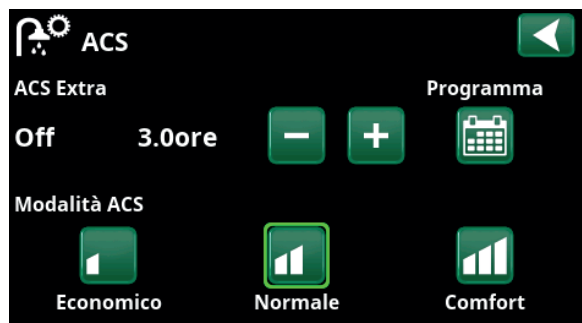 ACS
ACS Extra
Programma
Off 3.0ore
Modalità ACS
Economico Normale Comfort